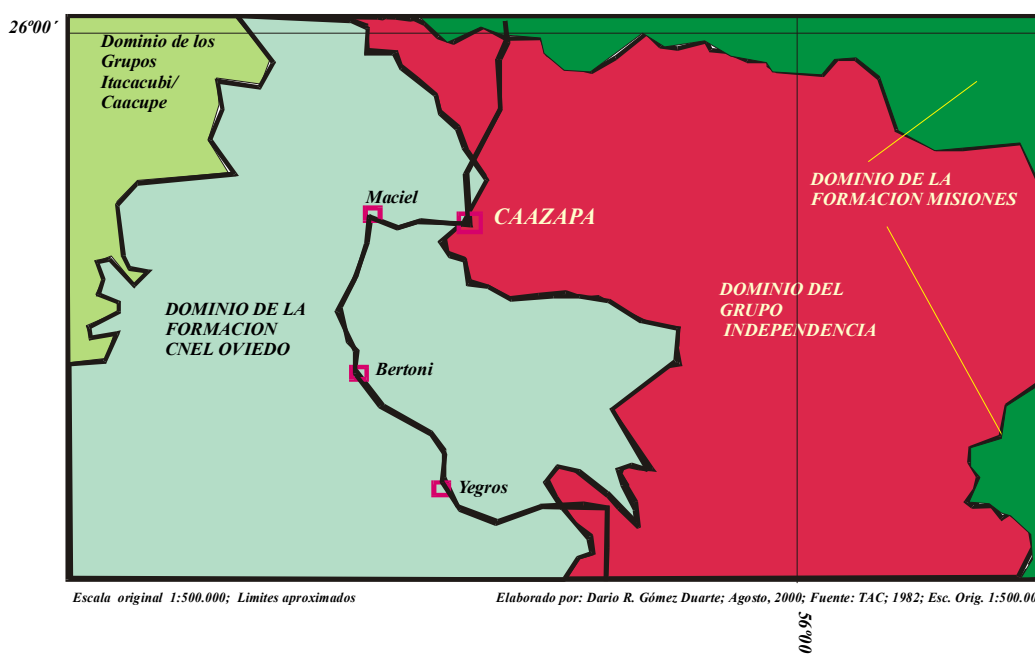 26º00´
Dominio de los
Grupos
Itacacubi/
Caacupe
Maciel
CAAZAPA
DOMINIO DE LA
FORMACION MISIONES
DOMINIO DEL
GRUPO
INDEPENDENCIA
DOMINIO DE LA
FORMACION
CNEL OVIEDO
Bertoni
Yegros
Escala original 1:500.000; Limites aproximados
Elaborado por: Dario R. Gómez Duarte; Agosto, 2000; Fuente: TAC; 1982; Esc. Orig. 1:500.00
56º00